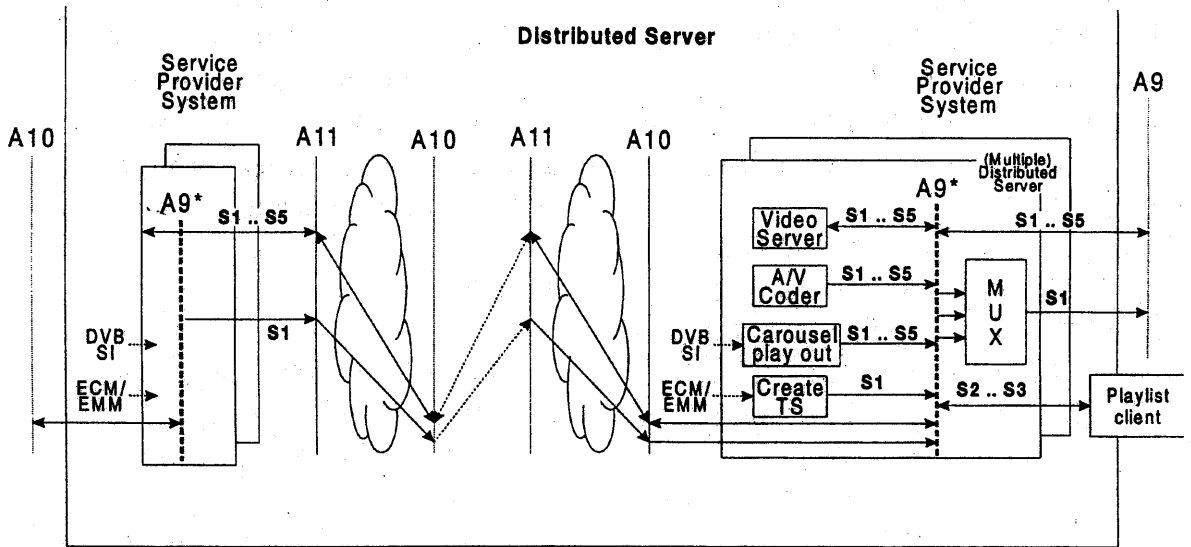 Distributed Server
Service
Provider
System
Service
Provider
System
A9
A10
A11
A10
A11
A10
(Multiple)
Distributed
Server
A9*
A9*
S1 .. S5
Video
Server
S1 .. S5
S1 .. S5
A/V
Coder
S1 .. S5
M
U
X
S1
S1
DVB
SI
DVB
SI
Carousel
play out
S1 .. S5
ECM/
EMM
ECM/
EMM
Create
TS
S1
S2 .. S3
Playlist
client